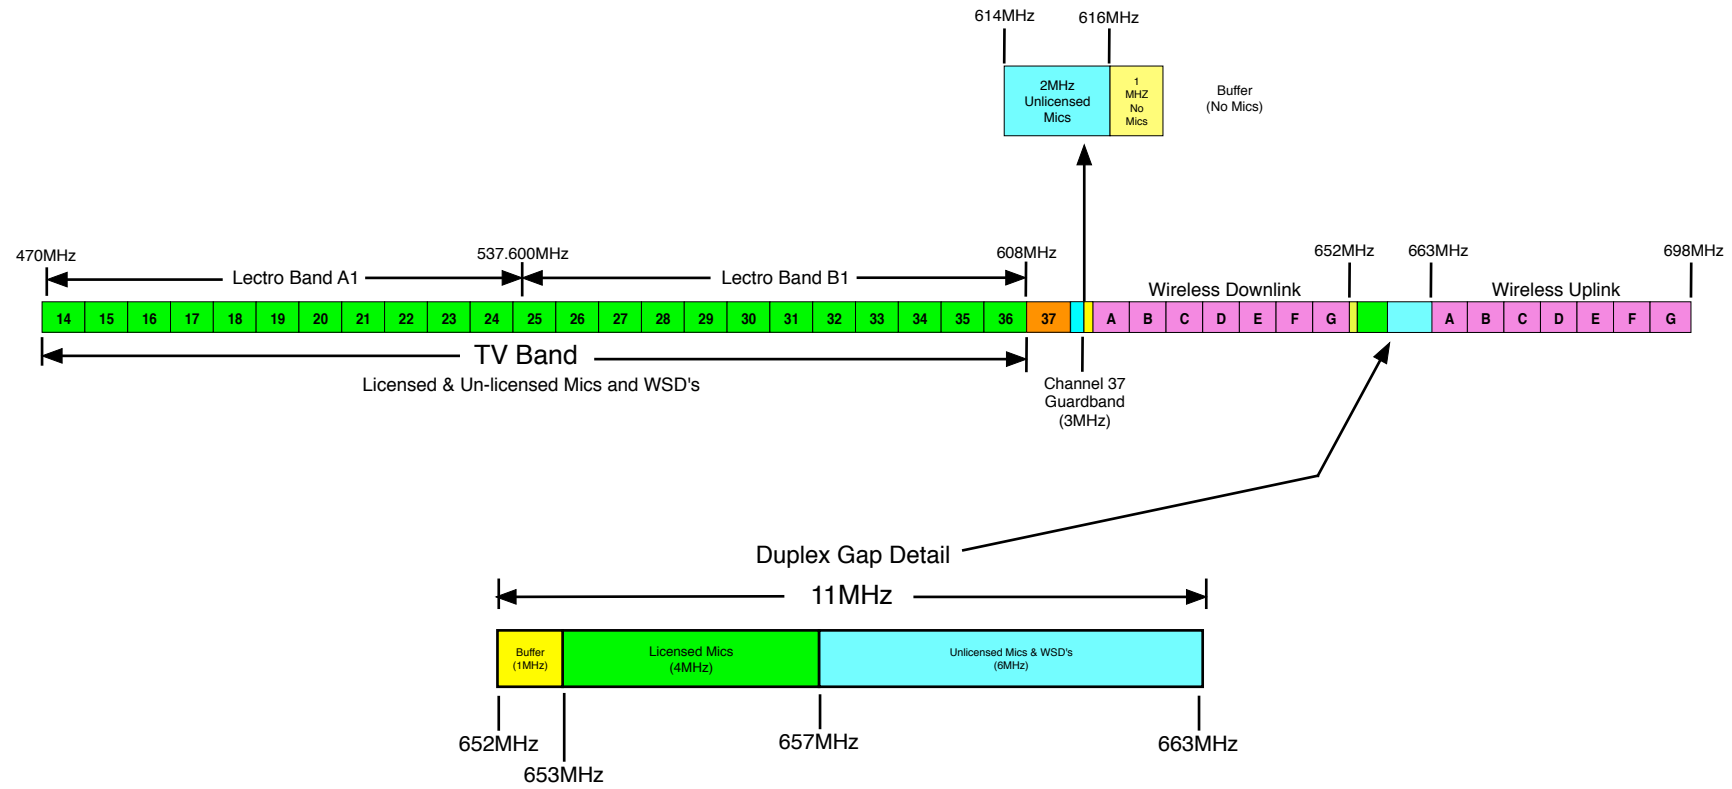 614MHz 616MHz
2MHz
Unlicensed
Mics
1
MHZ
No
Mics
Buffer
(No Mics)
470MHz 537.600MHz 608MHz 652MHz 663MHz 698MHz
Lectro Band A1 Lectro Band B1
Wireless Downlink Wireless Uplink
14 15 16 17 18 19 20 21 22 23 24 25 26 27 28 29 30 31 32 33 34 35 36 37 A B C D E F G A B C D E F G
TV Band
Licensed & Un-licensed Mics and WSD's
Channel 37
Guardband
(3MHz)
Duplex Gap Detail
11MHz
Buffer
(1MHz)
Licensed Mics
(4MHz)
Unlicensed Mics & WSD's
(6MHz)
652MHz 657MHz 663MHz
653MHz